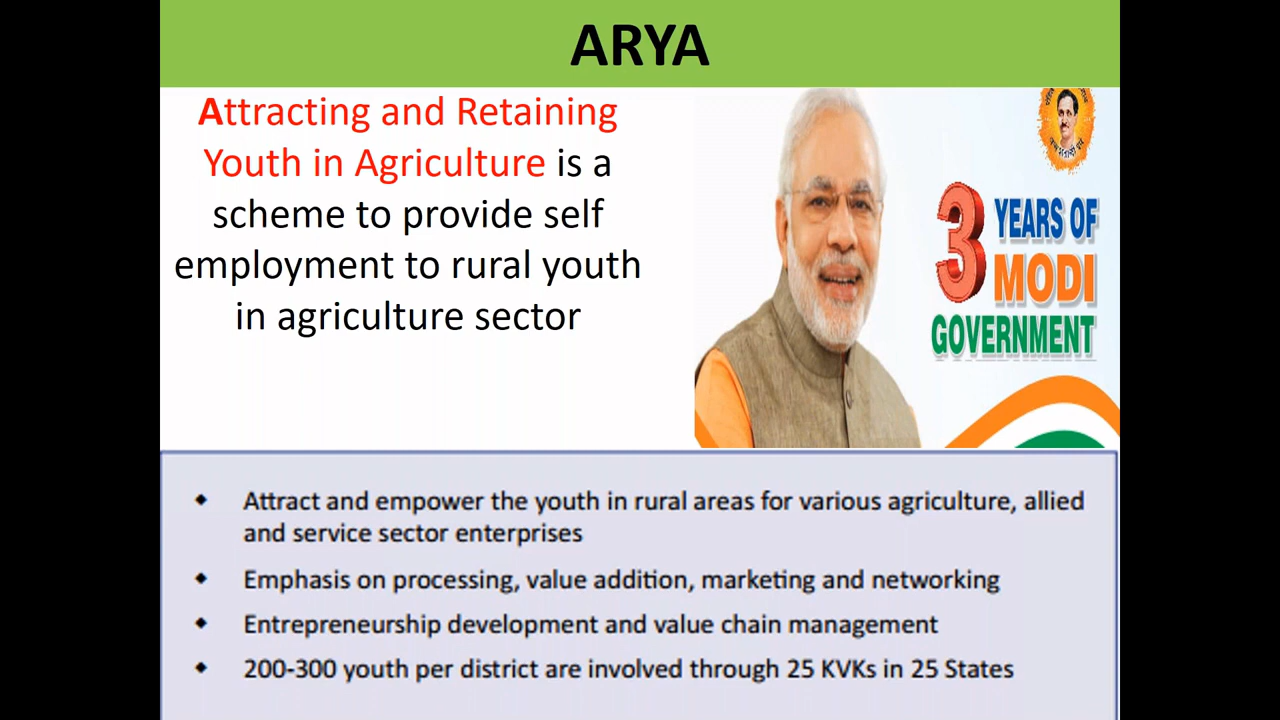 ARYA
Attracting and Retaining
Youth in Agriculture is a
scheme to provide self
employment to rural youth
in agriculture sector
3 YEARS OF
MODI
GOVERNMENT
◆ Attract and empower the youth in rural areas for various agriculture, allied
and service sector enterprises
◆ Emphasis on processing, value addition, marketing and networking
◆ Entrepreneurship development and value chain management
◆ 200-300 youth per district are involved through 25 KVKs in 25 States